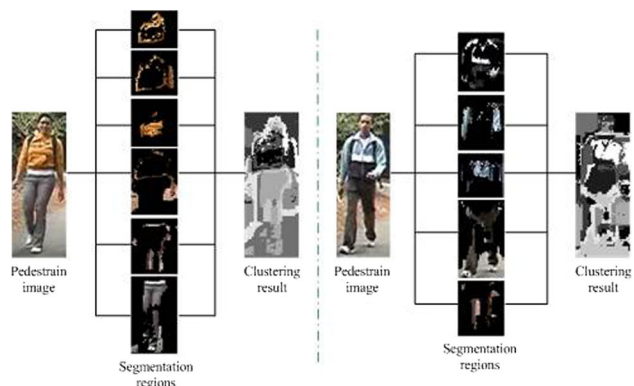 Pedestrain
image
Segmentation
regions
Clustering
result
Pedestrain
image
Segmentation
regions
Clustering
result